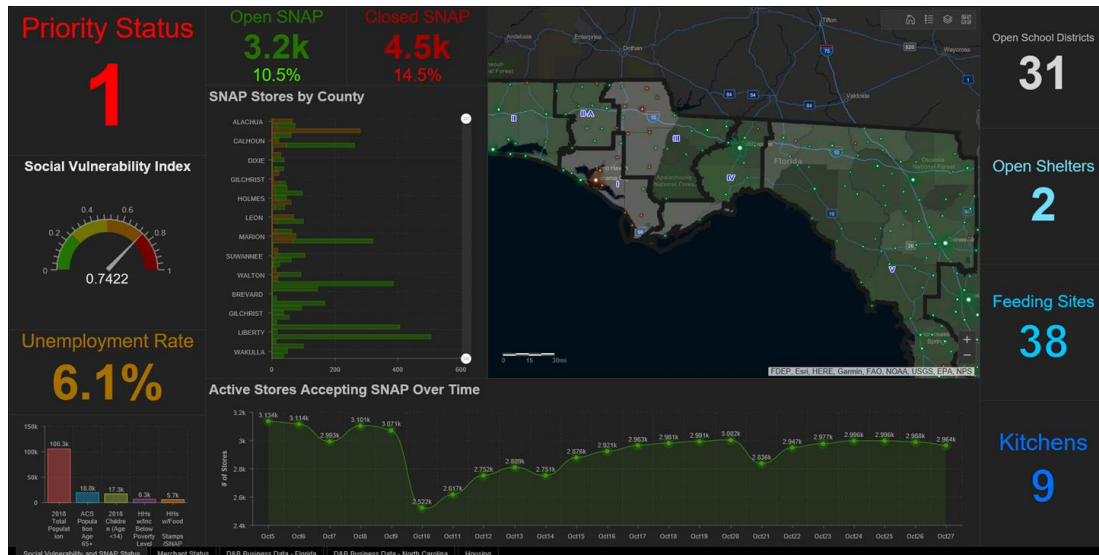 Priority Status
1
Open SNAP
3.2k
10.5%
Closed SNAP
4.5k
14.5%
Open School Districts
31
Social Vulnerability Index
0
0.2
0.4
0.6
0.8
1
0.7422
SNAP Stores by County
ALACHUA
CALHOUN
DIXIE
GILCHRIST
HOLMES
LEON
MARION
SUWANNEE
WALTON
BREVARD
GILCHRIST
LIBERTY
WAKULLA
0
200
400
600
Andalusia
Enterprise
Dothan
Tifton
Waycross
Valdosta
Florida
Apalachicola
National Forest
Osceola
National Forest
II
II A
III
I
IV
V
0 15 30mi
FDEP, Esri, HERE, Garmin, FAO, NOAA, USGS, EPA, NPS
Open Shelters
2
Feeding Sites
38
Kitchens
9
Unemployment Rate
6.1%
150k
100k
50k
0
106.3k
18.0k
17.3k
6.3k
5.7k
2018
Total
Populat
ion
ACS
Popula
tion
Age
65+
2018
Childre
n (Age
<14)
HHs
w/Inc
Below
Poverty
Level
HHs
w/Food
Stamps
/SNAP
Active Stores Accepting SNAP Over Time
# of Stores
3.2k
3k
2.8k
2.6k
2.4k
3.134k
3.114k
2.993k
3.101k
3.071k
2.527k
2.617k
2.752k
2.809k
2.751k
2.876k
2.921k
2.963k
2.981k
2.991k
3.002k
2.836k
2.947k
2.977k
2.996k
2.996k
2.988k
2.964k
Oct5 Oct6 Oct7 Oct8 Oct9 Oct10 Oct11 Oct12 Oct13 Oct14 Oct15 Oct16 Oct17 Oct18 Oct19 Oct20 Oct21 Oct22 Oct23 Oct24 Oct25 Oct26 Oct27
Social Vulnerability and SNAP Status
Merchant Status
D&B Business Data - Florida
D&B Business Data - North Carolina
Housing